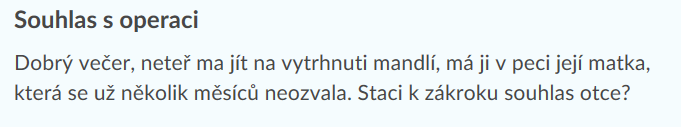 Souhlas s operaci
Dobrý večer, neteř ma jít na vytrhnuti mandlí, má ji v peci její matka,
která se už několik měsíců neozvala. Staci k zákroku souhlas otce?